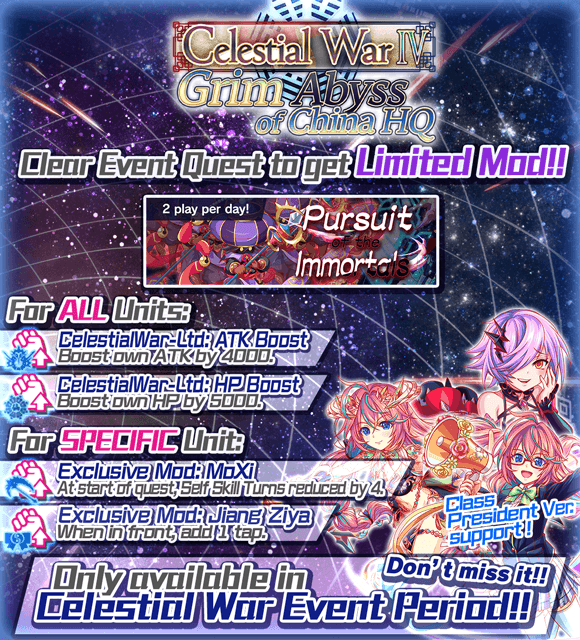 Celestial War IV
Grim Abyss
of China HQ
Clear Event Quest to get Limited Mod!!
2 play per day!
Pursuit
of the
Immortals
For ALL Units:
CelestialWar-Ltd: ATK Boost
Boost own ATK by 4000.
CelestialWar-Ltd: HP Boost
Boost own HP by 5000.
For SPECIFIC Unit:
Exclusive Mod: MoXi
At start of quest, Self Skill Turns reduced by 4.
Exclusive Mod: Jiang Ziya
When in front, add 1 tap.
Class
President Ver.
support!
Don't miss it!!
Only available in
Celestial War Event Period!!